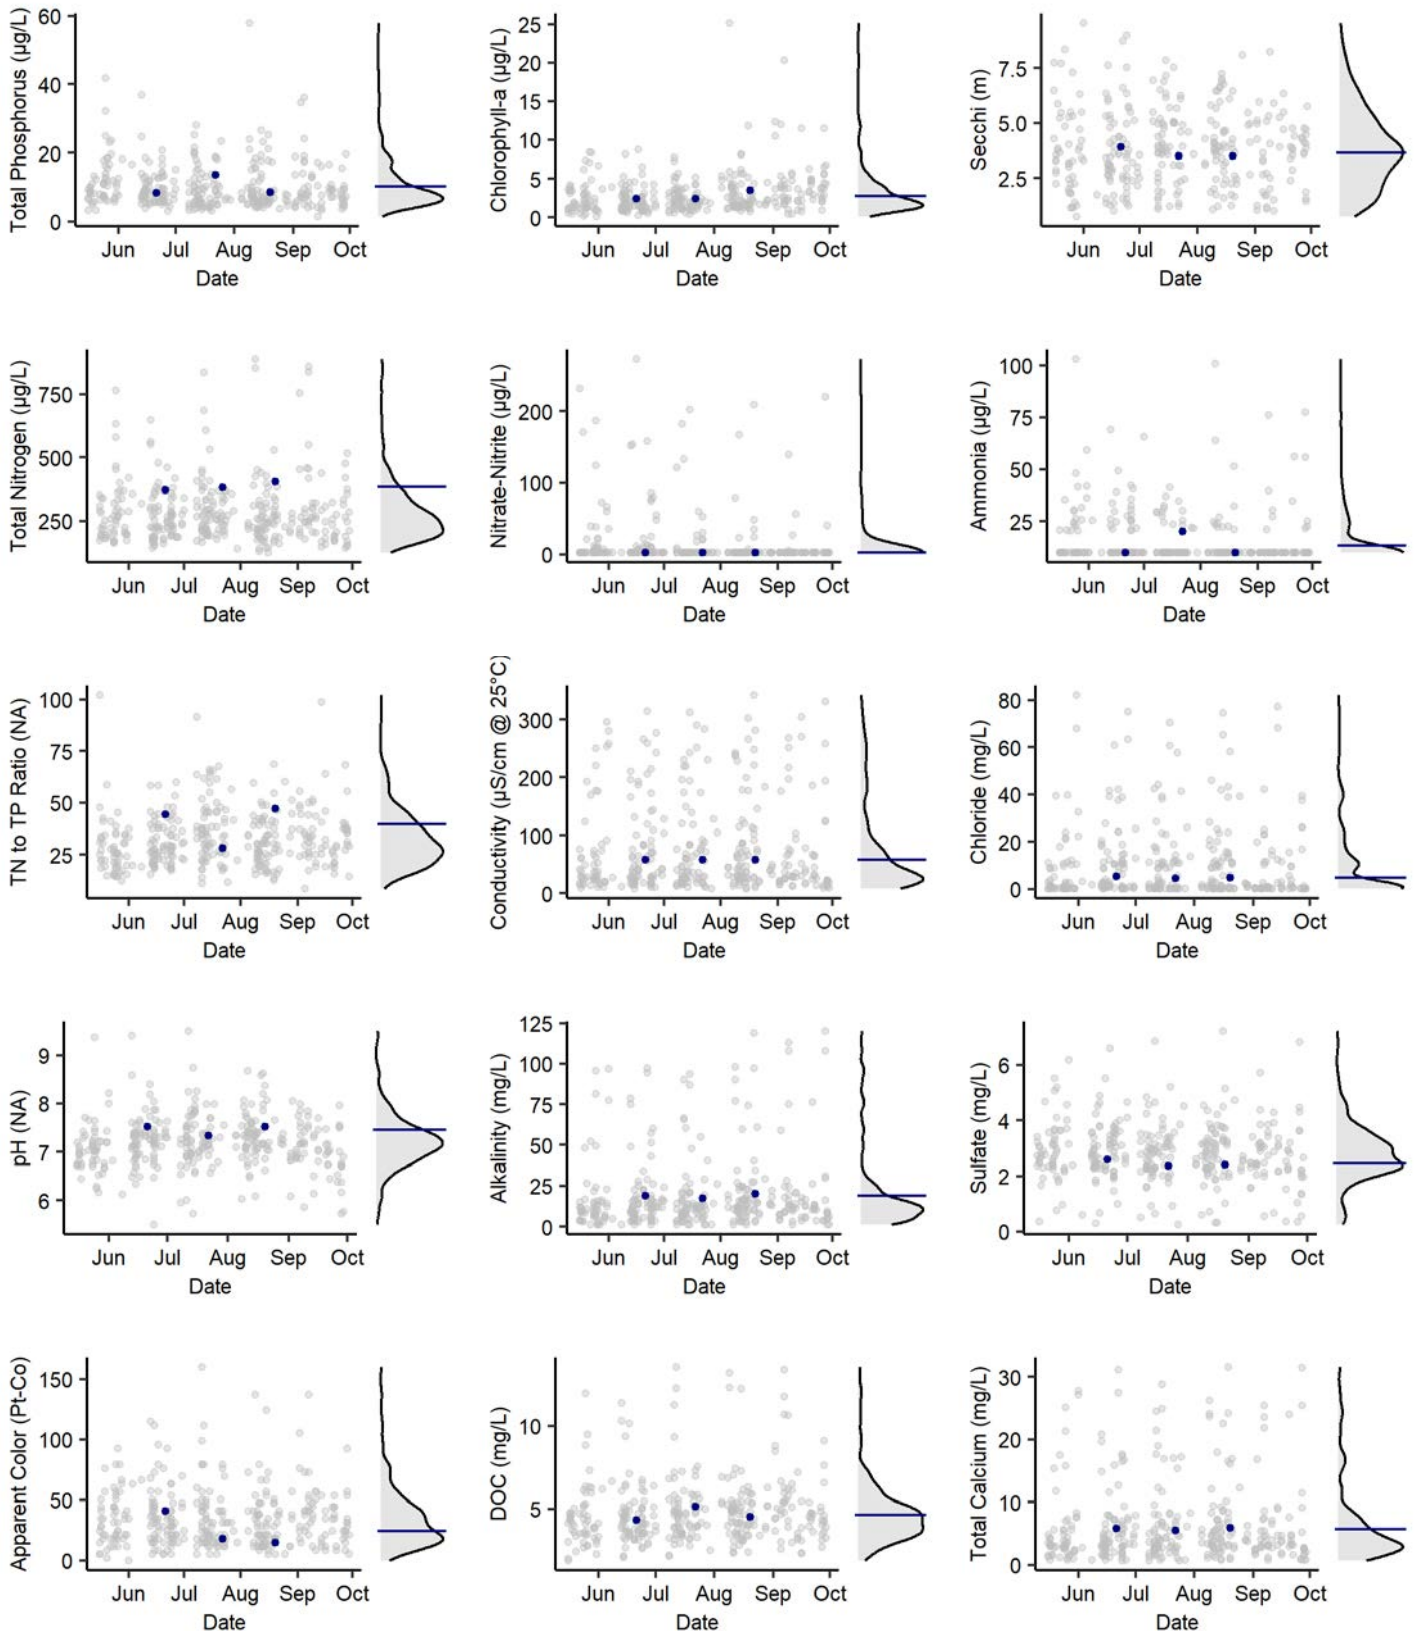 Total Phosphorus (µg/L)
60
40
20
0
Jun Jul Aug Sep Oct
Date
Chlorophyll-a (µg/L)
25
20
15
10
5
0
Jun Jul Aug Sep Oct
Date
Secchi (m)
7.5
5.0
2.5
Jun Jul Aug Sep Oct
Date
Total Nitrogen (µg/L)
750
500
250
Jun Jul Aug Sep Oct
Date
Nitrate-Nitrite (µg/L)
200
100
0
Jun Jul Aug Sep Oct
Date
Ammonia (µg/L)
100
75
50
25
Jun Jul Aug Sep Oct
Date
TN to TP Ratio (NA)
100
75
50
25
Jun Jul Aug Sep Oct
Date
Conductivity (µS/cm @ 25°C)
300
200
100
0
Jun Jul Aug Sep Oct
Date
Chloride (mg/L)
80
60
40
20
0
Jun Jul Aug Sep Oct
Date
pH (NA)
9
8
7
6
Jun Jul Aug Sep Oct
Date
Alkalinity (mg/L)
125
100
75
50
25
0
Jun Jul Aug Sep Oct
Date
Sulfate (mg/L)
6
4
2
0
Jun Jul Aug Sep Oct
Date
Apparent Color (Pt-Co)
150
100
50
0
Jun Jul Aug Sep Oct
Date
DOC (mg/L)
10
5
Jun Jul Aug Sep Oct
Date
Total Calcium (mg/L)
30
20
10
0
Jun Jul Aug Sep Oct
Date